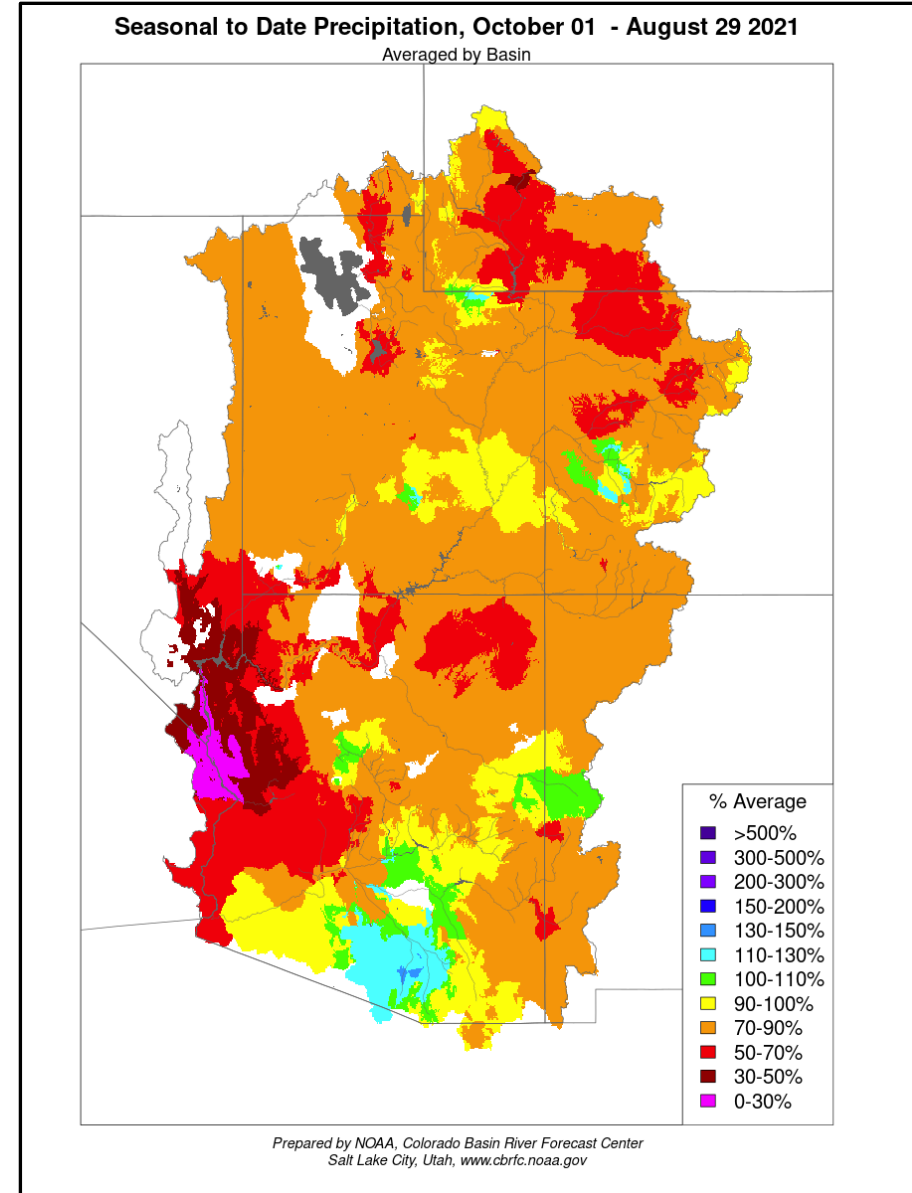 Seasonal to Date Precipitation, October 01 - August 29 2021
Averaged by Basin
% Average
>500%
300-500%
200-300%
150-200%
130-150%
110-130%
100-110%
90-100%
70-90%
50-70%
30-50%
0-30%
Prepared by NOAA, Colorado Basin River Forecast Center
Salt Lake City, Utah, www.cbrfc.noaa.gov